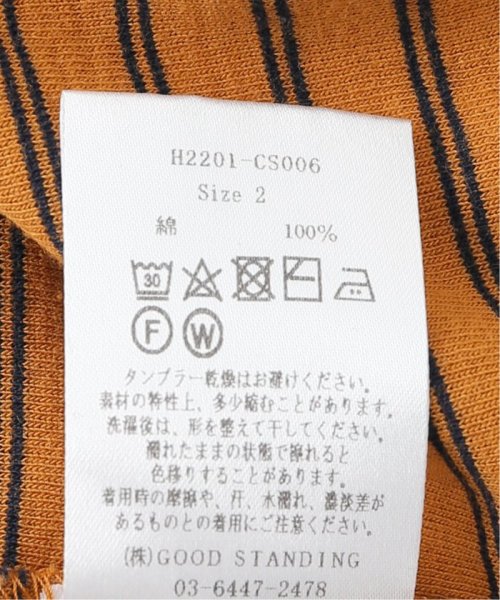 H2201-CS006
Size 2
綿 100%
30
F W
タンブラー乾燥はお避けください。
素材の特性上、多少縮むことがあります。
洗濯後は、形を整えて干してください。
濡れたままの状態で擦れると
色移りすることがあります。
着用時の摩擦や、汗、水濡れ、濃淡差が
あるものとの着用にご注意ください。
(株)GOOD STANDING
03-6447-2478